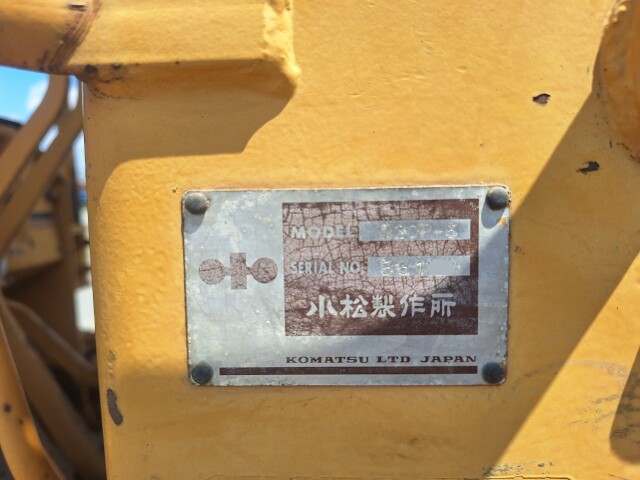 MODEL
SERIAL NO.
小松製作所
KOMATSU LTD JAPAN